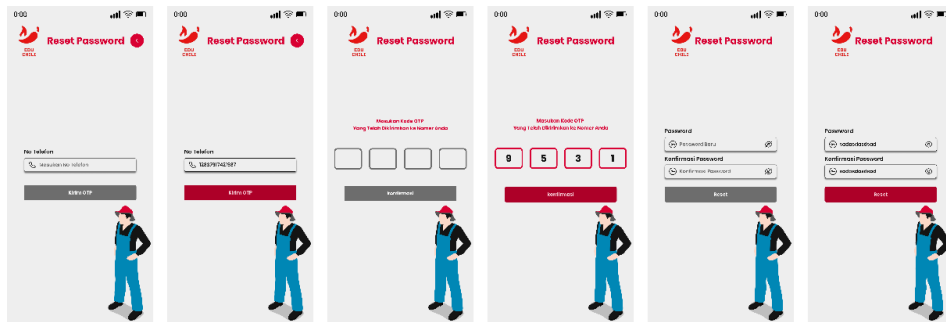 0:00
EDU
CHILI
Reset Password
No Telefon
Masukan No Telefon
Kirim OTP
0:00
EDU
CHILI
Reset Password
No Telefon
Kirim OTP
0:00
EDU
CHILI
Reset Password
Masukan Kode OTP
Yang Telah Dikirimkan ke Nomer Anda
Konfirmasi
0:00
EDU
CHILI
Reset Password
Masukan Kode OTP
Yang Telah Dikirimkan ke Nomer Anda
9 5 3 1
Konfirmasi
0:00
EDU
CHILI
Reset Password
Password
Password Baru
Konfirmasi Password
Konfirmasi Password
Reset
0:00
EDU
CHILI
Reset Password
Password
Konfirmasi Password
Reset